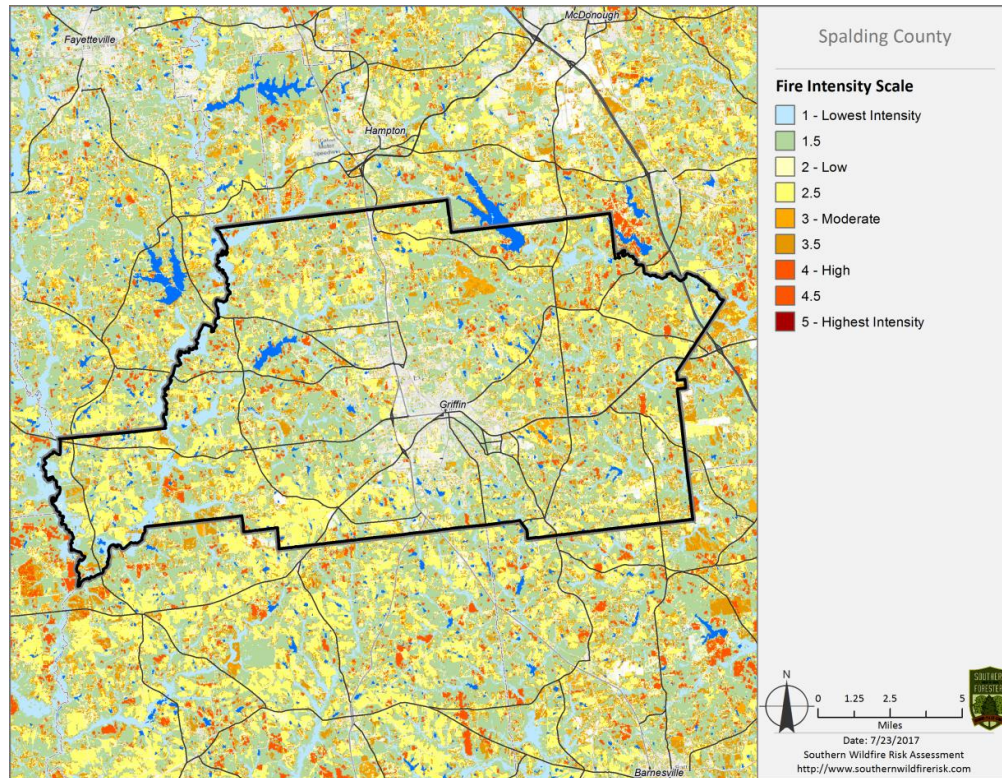 McDonough
Fayetteville
Hampton
Griffin
Barnesville
Spalding County
Fire Intensity Scale
1 - Lowest Intensity
1.5
2 - Low
2.5
3 - Moderate
3.5
4 - High
4.5
5 - Highest Intensity
N
0 1.25 2.5 5
Miles
SOUTHERN
Date: 7/23/2017
Southern Wildfire Risk Assessment
http://www.southernwildfirerisk.com